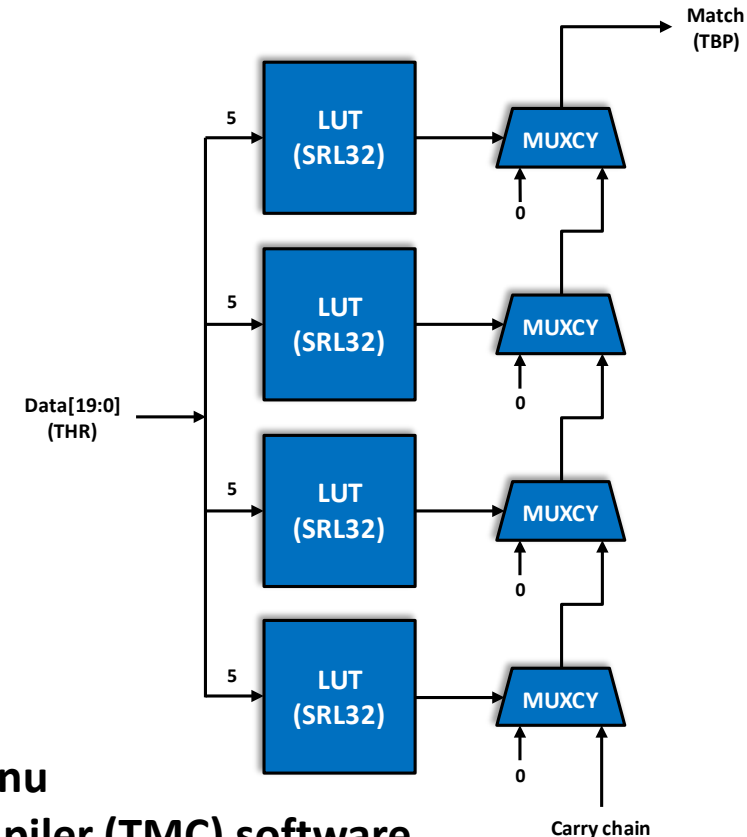 Match
(TBP)
5
LUT
(SRL32)
MUXCY
0
5
LUT
(SRL32)
MUXCY
0
Data[19:0]
(THR)
5
LUT
(SRL32)
MUXCY
0
5
LUT
(SRL32)
MUXCY
0
nu
piler (TMC) software
Carry chain